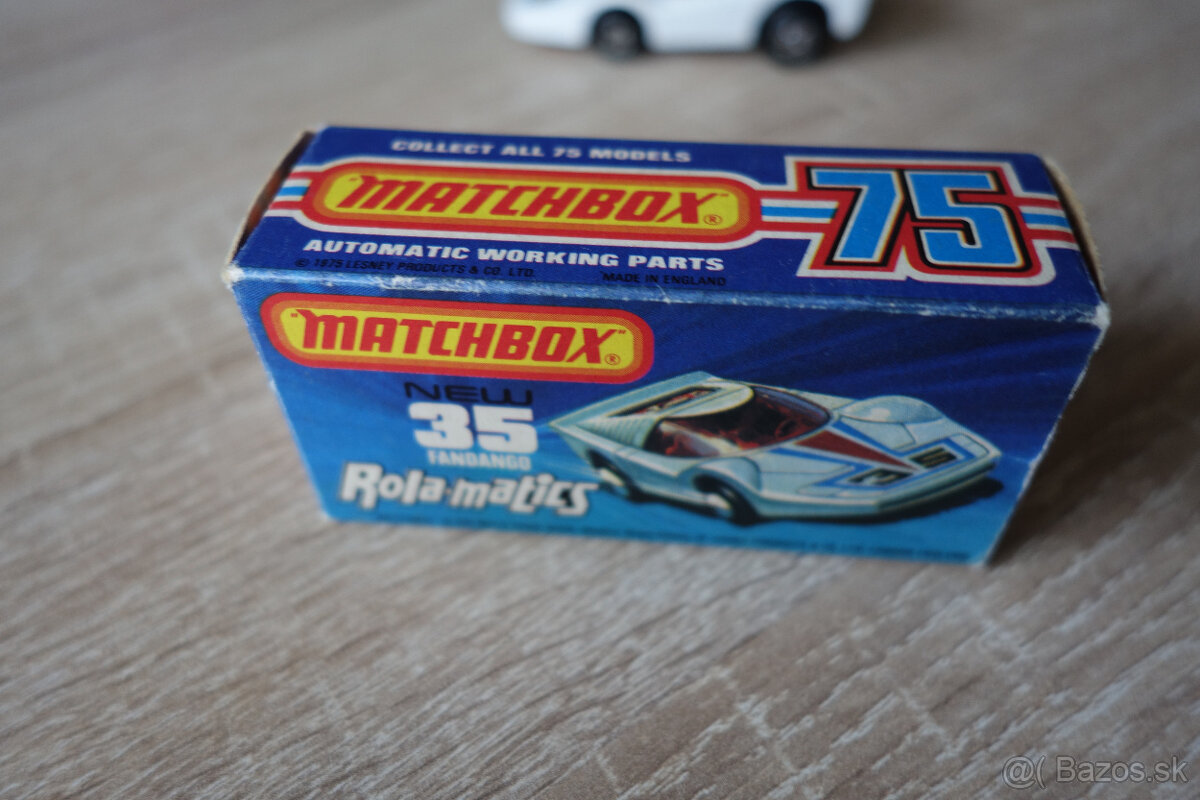 COLLECT ALL 75 MODELS
"MATCHBOX"®
75
AUTOMATIC WORKING PARTS
© 1975 LESNEY PRODUCTS & CO. LTD. MADE IN ENGLAND
"MATCHBOX"®
NEW
35
FANDANGO
Rola-matics
35
@( Bazos.sk